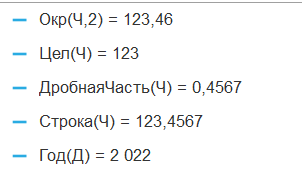 Окр(Ч,2) = 123,46
Цел(Ч) = 123
ДробнаяЧасть(Ч) = 0,4567
Строка(Ч) = 123,4567
Год(Д) = 2 022